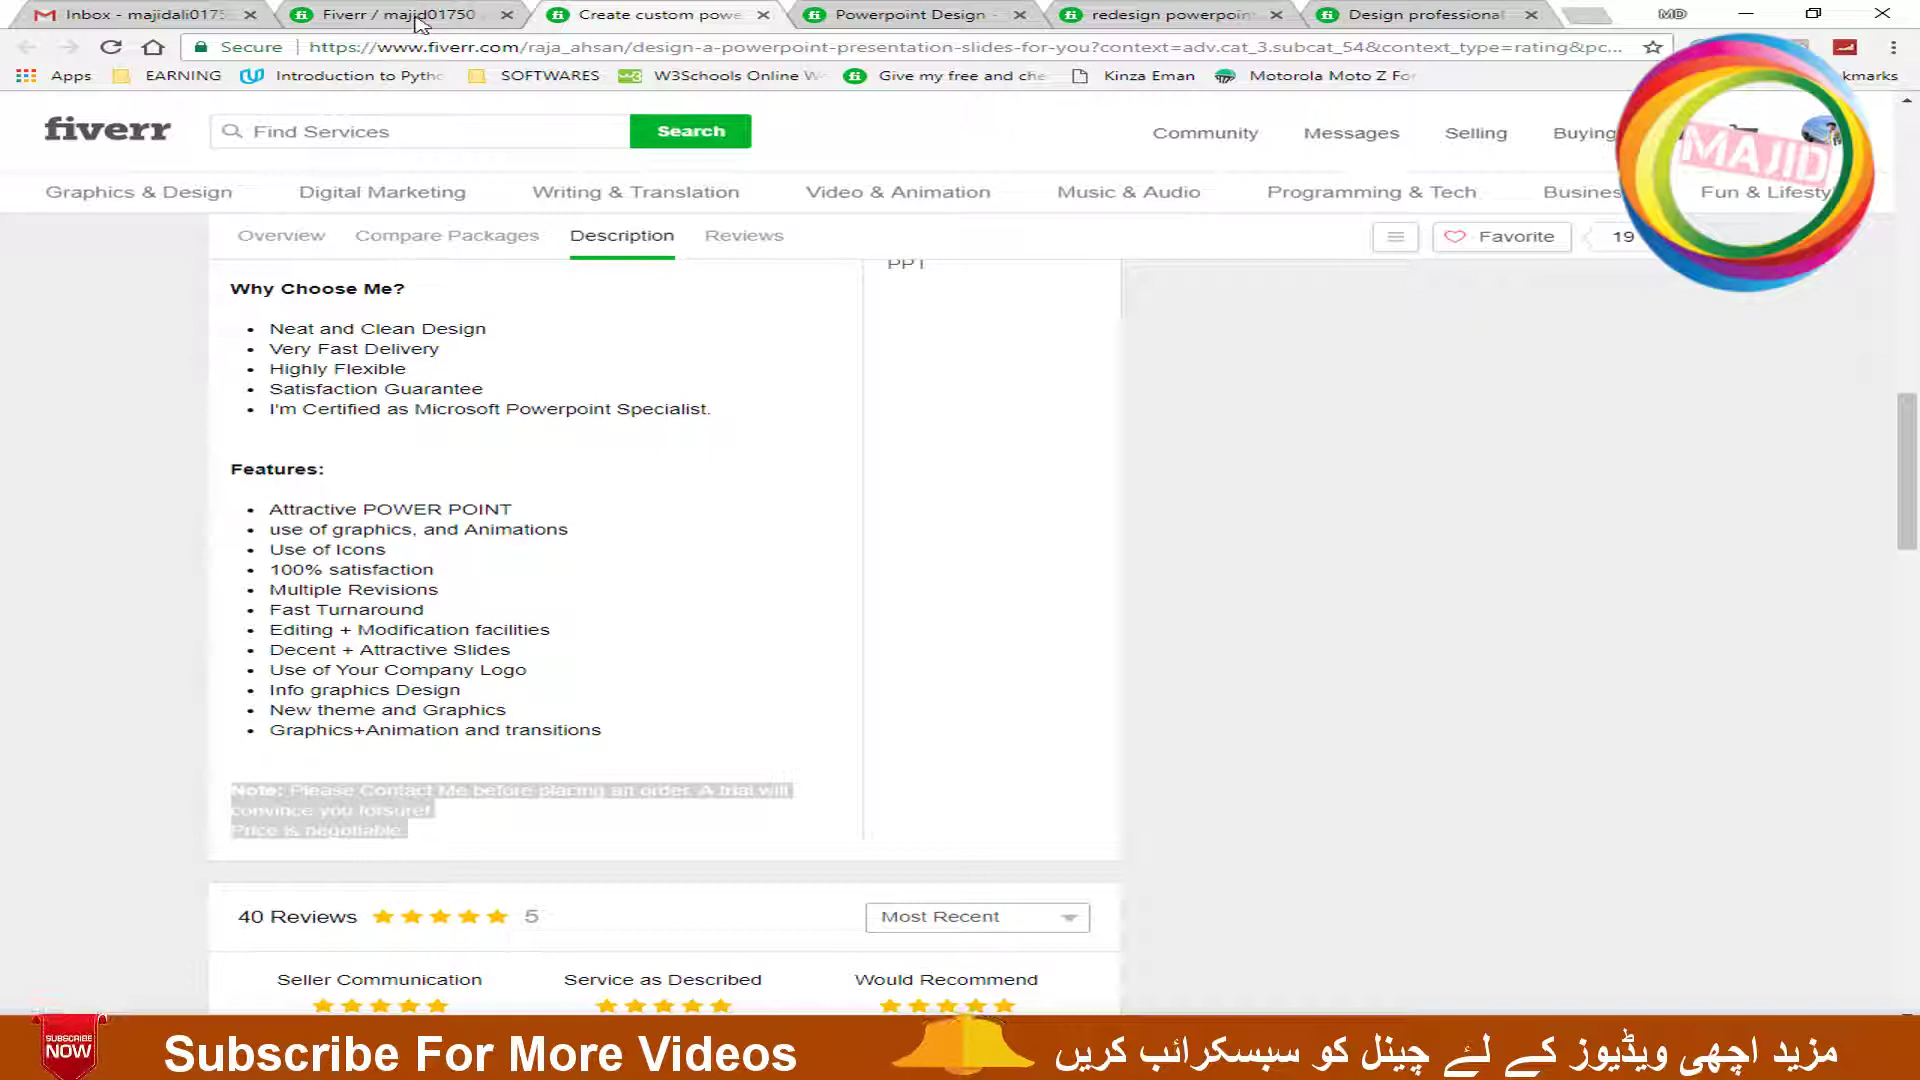 Inbox - majidali0175
Fiverr / majid01750
Create custom powe
Powerpoint Design -
redesign powerpoin
Design professional
MD
Secure
https://www.fiverr.com/raja_ahsan/design-a-powerpoint-presentation-slides-for-you?context=adv.cat_3.subcat_54&context_type=rating&pc...
Apps
EARNING
Introduction to Pytho
SOFTWARES
W3Schools Online W
Give my free and che
Kinza Eman
Motorola Moto Z For
kmarks
fiverr
Find Services
Search
Community
Messages
Selling
Buying
MAJID
Graphics & Design
Digital Marketing
Writing & Translation
Video & Animation
Music & Audio
Programming & Tech
Busines
Fun & Lifesty
Overview
Compare Packages
Description
Reviews
Favorite
19
PPT
Why Choose Me?
• Neat and Clean Design
• Very Fast Delivery
• Highly Flexible
• Satisfaction Guarantee
• I'm Certified as Microsoft Powerpoint Specialist.
Features:
• Attractive POWER POINT
• use of graphics, and Animations
• Use of Icons
• 100% satisfaction
• Multiple Revisions
• Fast Turnaround
• Editing + Modification facilities
• Decent + Attractive Slides
• Use of Your Company Logo
• Info graphics Design
• New theme and Graphics
• Graphics+Animation and transitions
Note: Please Contact Me before placing an order. A trial will
convince you forsure!
Price is negotiable.
40 Reviews
5
Most Recent
Seller Communication
Service as Described
Would Recommend
SUBSCRIBE
NOW
Subscribe For More Videos
مزید اچھی ویڈیوز کے لئے چینل کو سبسکرائب کریں